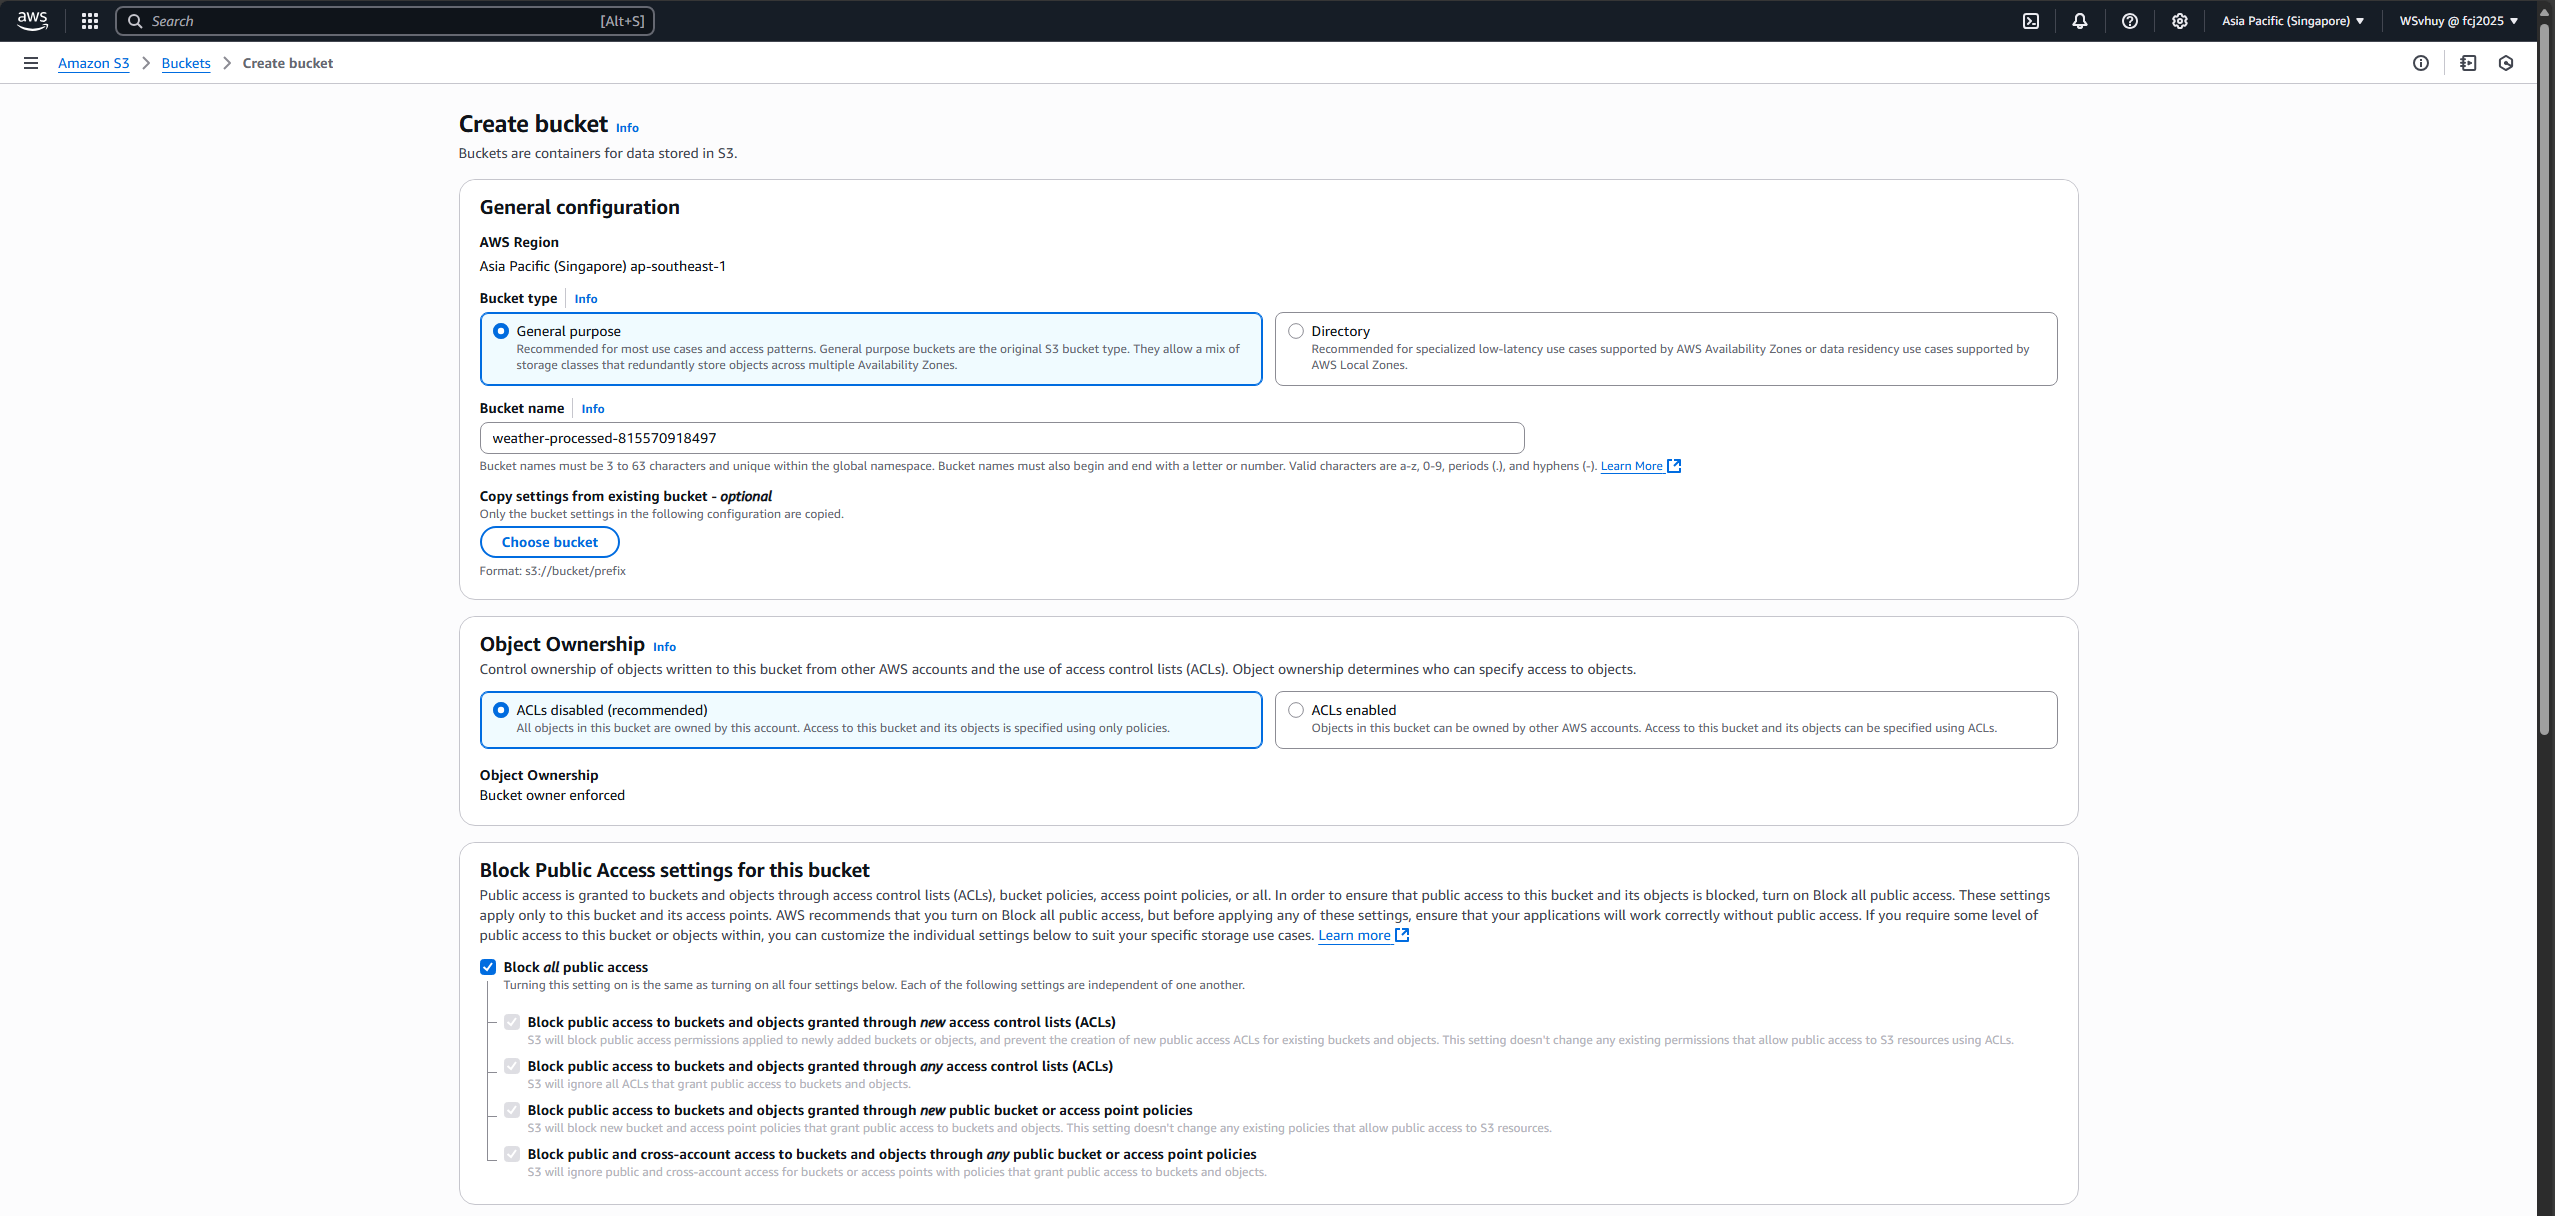 aws
Search
[Alt+S]
Asia Pacific (Singapore)
WSvhuy @ fcj2025
Amazon S3
Buckets
Create bucket
Create bucket Info
Buckets are containers for data stored in S3.
General configuration
AWS Region
Asia Pacific (Singapore) ap-southeast-1
Bucket type Info
General purpose
Recommended for most use cases and access patterns. General purpose buckets are the original S3 bucket type. They allow a mix of
storage classes that redundantly store objects across multiple Availability Zones.
Directory
Recommended for specialized low-latency use cases supported by AWS Availability Zones or data residency use cases supported by
AWS Local Zones.
Bucket name Info
weather-processed-815570918497
Bucket names must be 3 to 63 characters and unique within the global namespace. Bucket names must also begin and end with a letter or number. Valid characters are a-z, 0-9, periods (.), and hyphens (-). Learn More
Copy settings from existing bucket - optional
Only the bucket settings in the following configuration are copied.
Choose bucket
Format: s3://bucket/prefix
Object Ownership Info
Control ownership of objects written to this bucket from other AWS accounts and the use of access control lists (ACLs). Object ownership determines who can specify access to objects.
ACLs disabled (recommended)
All objects in this bucket are owned by this account. Access to this bucket and its objects is specified using only policies.
ACLs enabled
Objects in this bucket can be owned by other AWS accounts. Access to this bucket and its objects can be specified using ACLs.
Object Ownership
Bucket owner enforced
Block Public Access settings for this bucket
Public access is granted to buckets and objects through access control lists (ACLs), bucket policies, access point policies, or all. In order to ensure that public access to this bucket and its objects is blocked, turn on Block all public access. These settings
apply only to this bucket and its access points. AWS recommends that you turn on Block all public access, but before applying any of these settings, ensure that your applications will work correctly without public access. If you require some level of
public access to this bucket or objects within, you can customize the individual settings below to suit your specific storage use cases. Learn more
Block all public access
Turning this setting on is the same as turning on all four settings below. Each of the following settings are independent of one another.
Block public access to buckets and objects granted through new access control lists (ACLs)
S3 will block public access permissions applied to newly added buckets or objects, and prevent the creation of new public access ACLs for existing buckets and objects. This setting doesn't change any existing permissions that allow public access to S3 resources using ACLs.
Block public access to buckets and objects granted through any access control lists (ACLs)
S3 will ignore all ACLs that grant public access to buckets and objects.
Block public access to buckets and objects granted through new public bucket or access point policies
S3 will block new bucket and access point policies that grant public access to buckets and objects. This setting doesn't change any existing policies that allow public access to S3 resources.
Block public and cross-account access to buckets and objects through any public bucket or access point policies
S3 will ignore public and cross-account access for buckets or access points with policies that grant public access to buckets and objects.